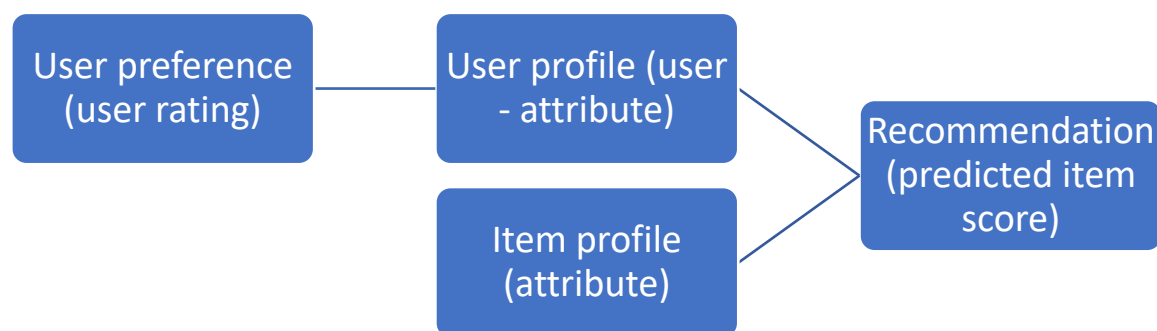 User preference
(user rating)
User profile (user
- attribute)
Item profile
(attribute)
Recommendation
(predicted item
score)